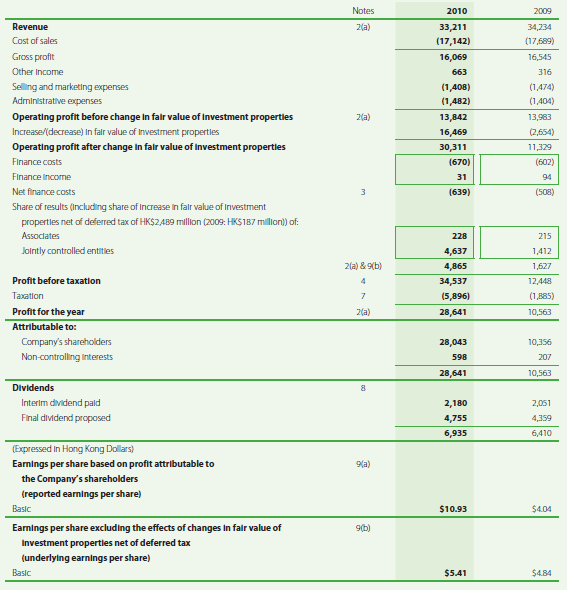 Notes 2010 2009
Revenue 2(a) 33,211 34,234
Cost of sales (17,142) (17,689)
Gross profit 16,069 16,545
Other income 663 316
Selling and marketing expenses (1,408) (1,474)
Administrative expenses (1,482) (1,404)
Operating profit before change in fair value of investment properties 2(a) 13,842 13,983
Increase/(decrease) in fair value of investment properties 16,469 (2,654)
Operating profit after change in fair value of investment properties 30,311 11,329
Finance costs (670) (602)
Finance income 31 94
Net finance costs 3 (639) (508)
Share of results (including share of increase in fair value of investment
properties net of deferred tax of HK$2,489 million (2009: HK$187 million)) of:
Associates 228 215
Jointly controlled entities 4,637 1,412
2(a) & 9(b) 4,865 1,627
Profit before taxation 4 34,537 12,448
Taxation 7 (5,896) (1,885)
Profit for the year 2(a) 28,641 10,563
Attributable to:
Company's shareholders 28,043 10,356
Non-controlling interests 598 207
28,641 10,563
Dividends 8
Interim dividend paid 2,180 2,051
Final dividend proposed 4,755 4,359
6,935 6,410
(Expressed in Hong Kong Dollars)
Earnings per share based on profit attributable to 9(a)
the Company's shareholders
(reported earnings per share)
Basic $10.93 $4.04
Earnings per share excluding the effects of changes in fair value of 9(b)
investment properties net of deferred tax
(underlying earnings per share)
Basic $5.41 $4.84